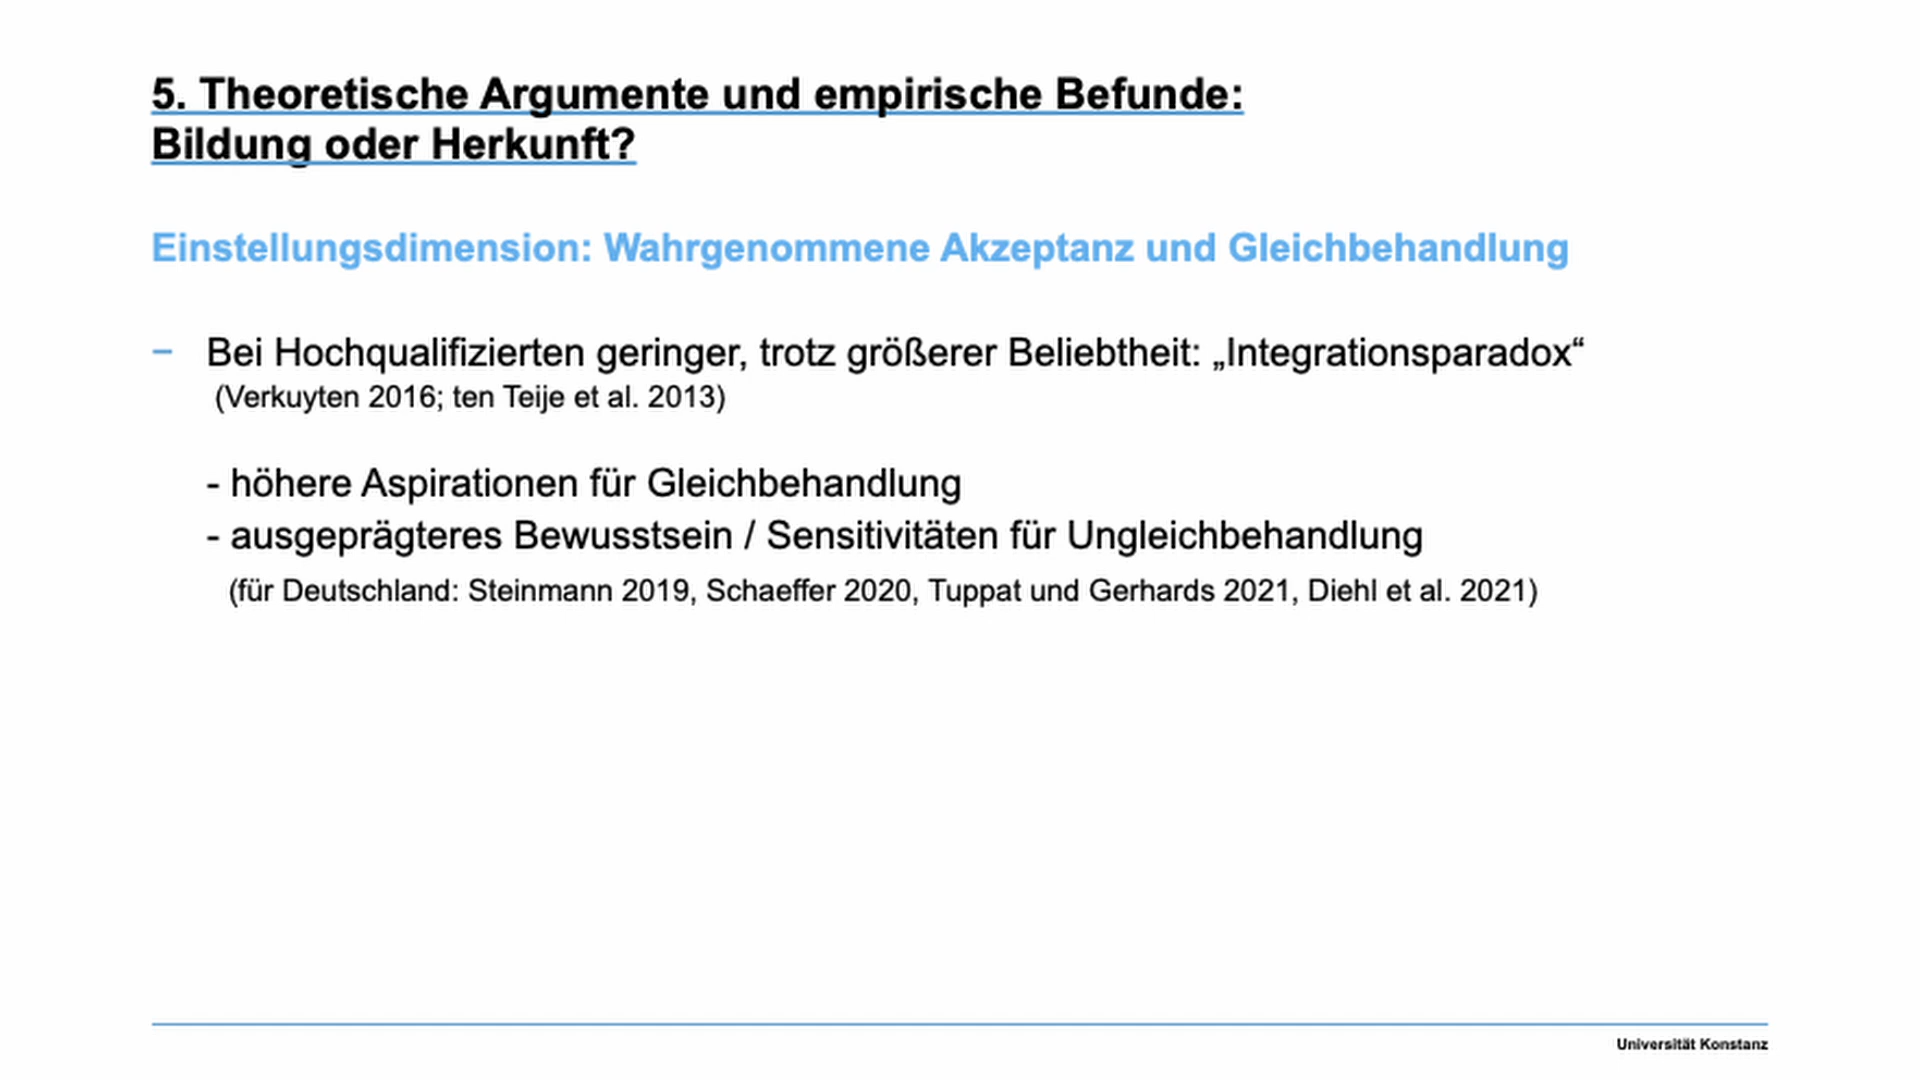 5. Theoretische Argumente und empirische Befunde:
Bildung oder Herkunft?
Einstellungsdimension: Wahrgenommene Akzeptanz und Gleichbehandlung
– Bei Hochqualifizierten geringer, trotz größerer Beliebtheit: „Integrationsparadox“
(Verkuyten 2016; ten Teije et al. 2013)
- höhere Aspirationen für Gleichbehandlung
- ausgeprägteres Bewusstsein / Sensitivitäten für Ungleichbehandlung
(für Deutschland: Steinmann 2019, Schaeffer 2020, Tuppat und Gerhards 2021, Diehl et al. 2021)
Universität Konstanz